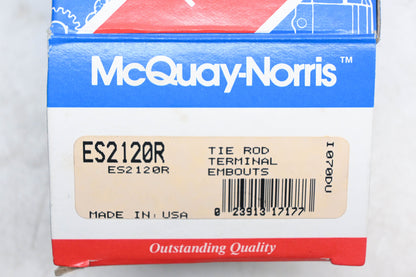 McQuay-Norris™
ES2120R
ES2120R
TIE ROD
TERMINAL
EMBOUTS
I070DU
MADE IN USA
0 23913 17177
Outstanding Quality